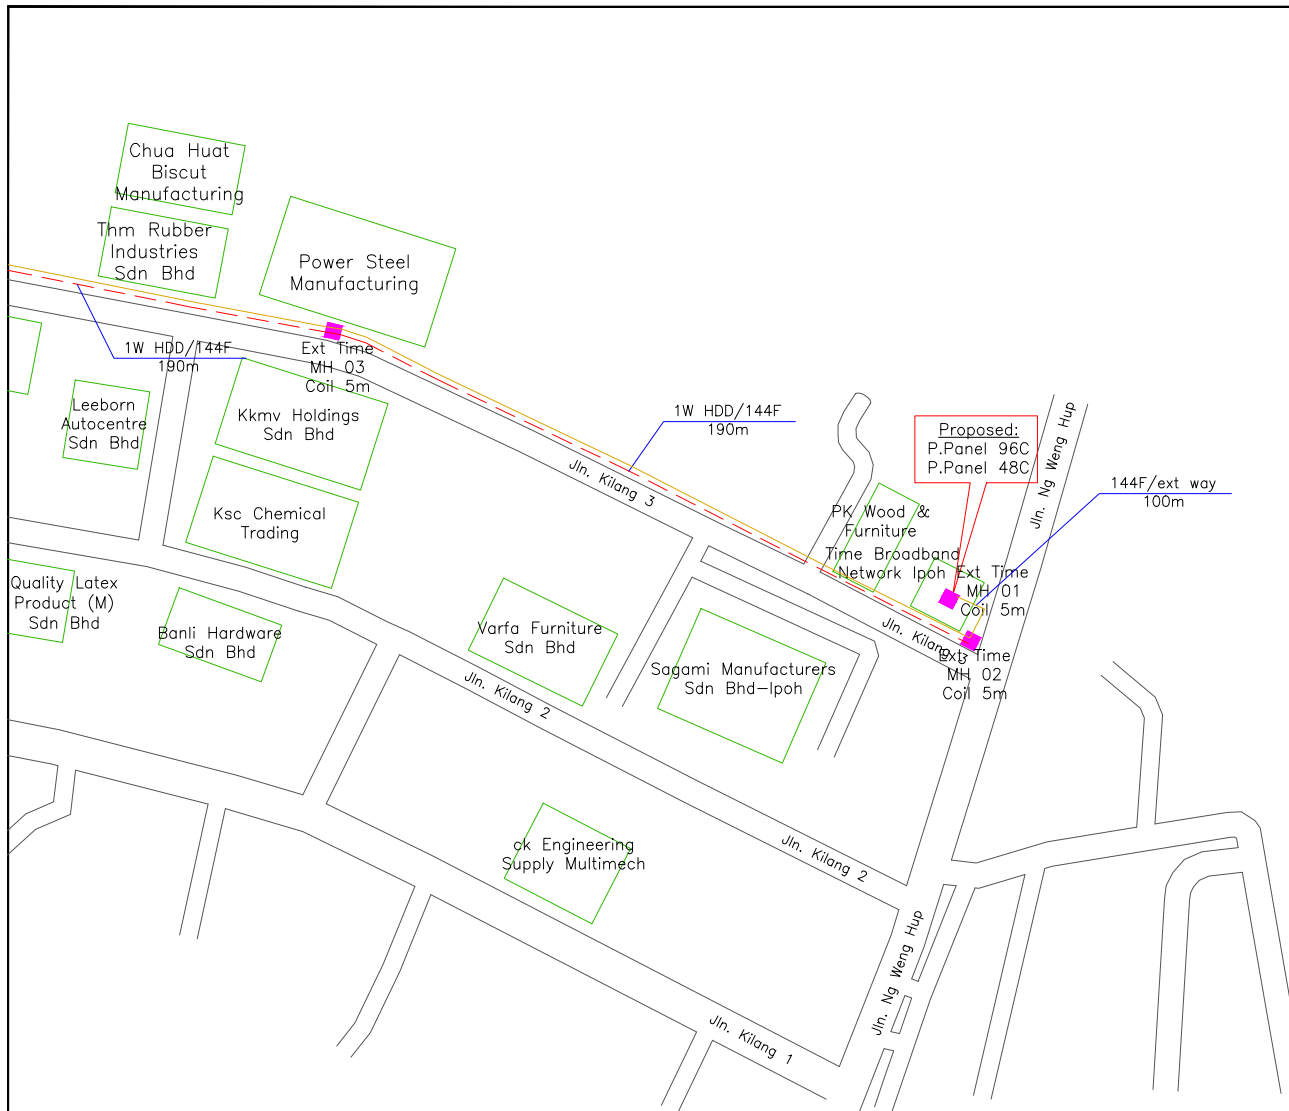 Chua Huat
Biscut
Manufacturing
Thm Rubber
Industries
Sdn Bhd
Power Steel
Manufacturing
1W HDD/144F
190m
Ext Time
MH 03
Coil 5m
Leeborn
Autocentre
Sdn Bhd
Kkmv Holdings
Sdn Bhd
1W HDD/144F
190m
Jln. Kilang 3
Proposed:
P.Panel 96C
P.Panel 48C
Jln. Ng Weng Hup
144F/ext way
100m
Ksc Chemical
Trading
PK Wood &
Furniture
Time Broadband
Network Ipoh
Ext Time
MH 01
Coil 5m
Quality Latex
Product (M)
Sdn Bhd
Banli Hardware
Sdn Bhd
Varfa Furniture
Sdn Bhd
Jln. Kilang 3
Ext Time
MH 02
Coil 5m
Sagami Manufacturers
Sdn Bhd-Ipoh
Jln. Kilang 2
ck Engineering
Supply Multimech
Jln. Kilang 2
Jln. Ng Weng Hup
Jln. Kilang 1